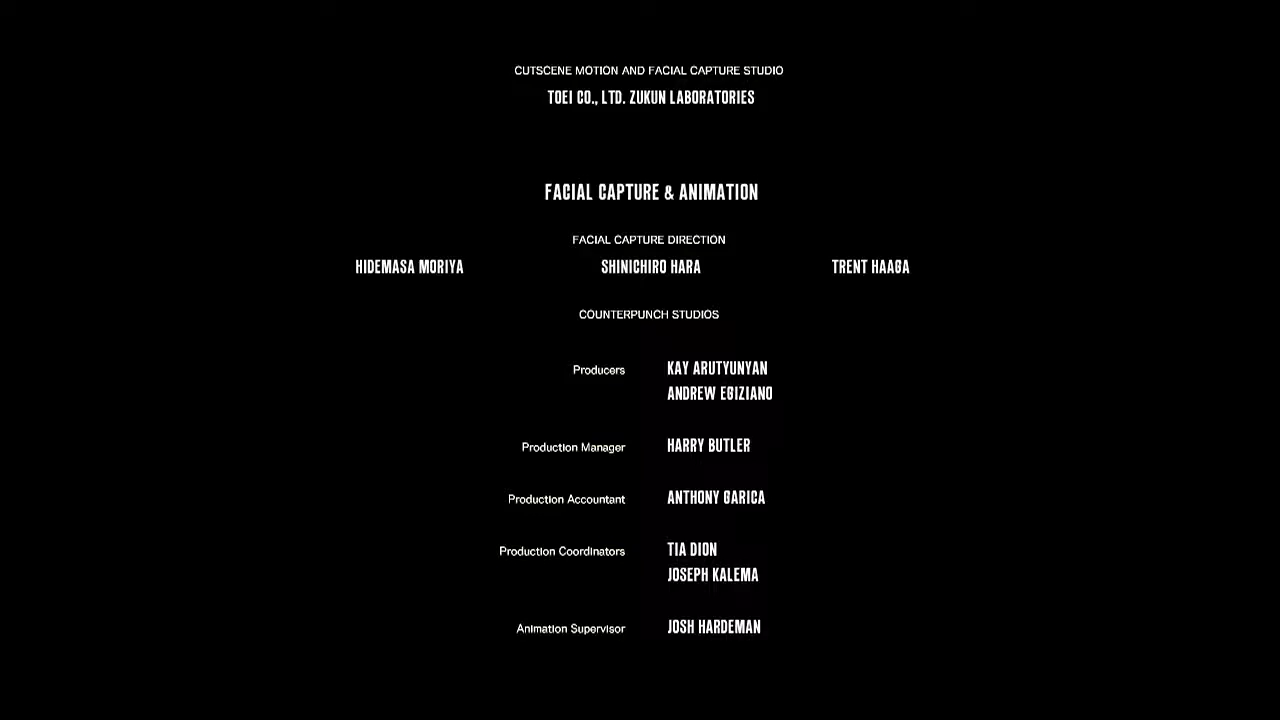 CUTSCENE MOTION AND FACIAL CAPTURE STUDIO
TOEI CO., LTD. ZUKUN LABORATORIES
FACIAL CAPTURE & ANIMATION
FACIAL CAPTURE DIRECTION
HIDEMASA MORIYA SHINICHIRO HARA TRENT HAAGA
COUNTERPUNCH STUDIOS
Producers KAY ARUTYUNYAN
ANDREW EGIZIANO
Production Manager HARRY BUTLER
Production Accountant ANTHONY GARICA
Production Coordinators TIA DION
JOSEPH KALEMA
Animation Supervisor JOSH HARDEMAN